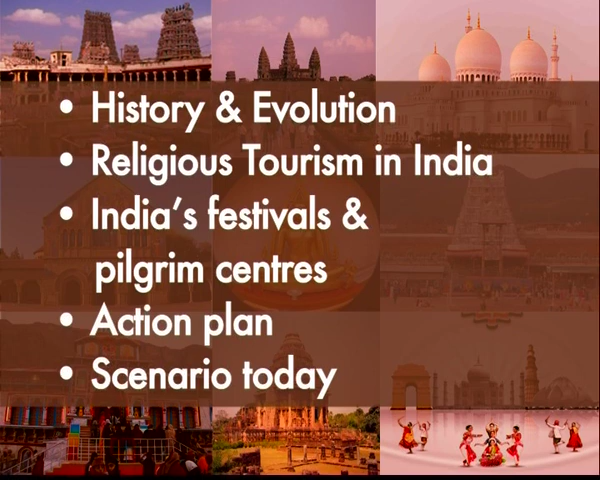 • History & Evolution
• Religious Tourism in India
• India's festivals &
pilgrim centres
• Action plan
• Scenario today